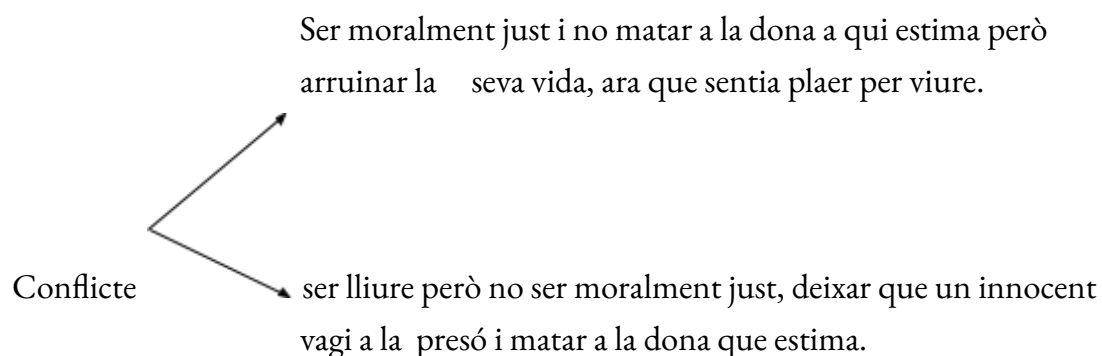 Ser moralment just i no matar a la dona a qui estima però
arruinar la seva vida, ara que sentia plaer per viure.
Conflicte
ser lliure però no ser moralment just, deixar que un innocent
vagi a la presó i matar a la dona que estima.